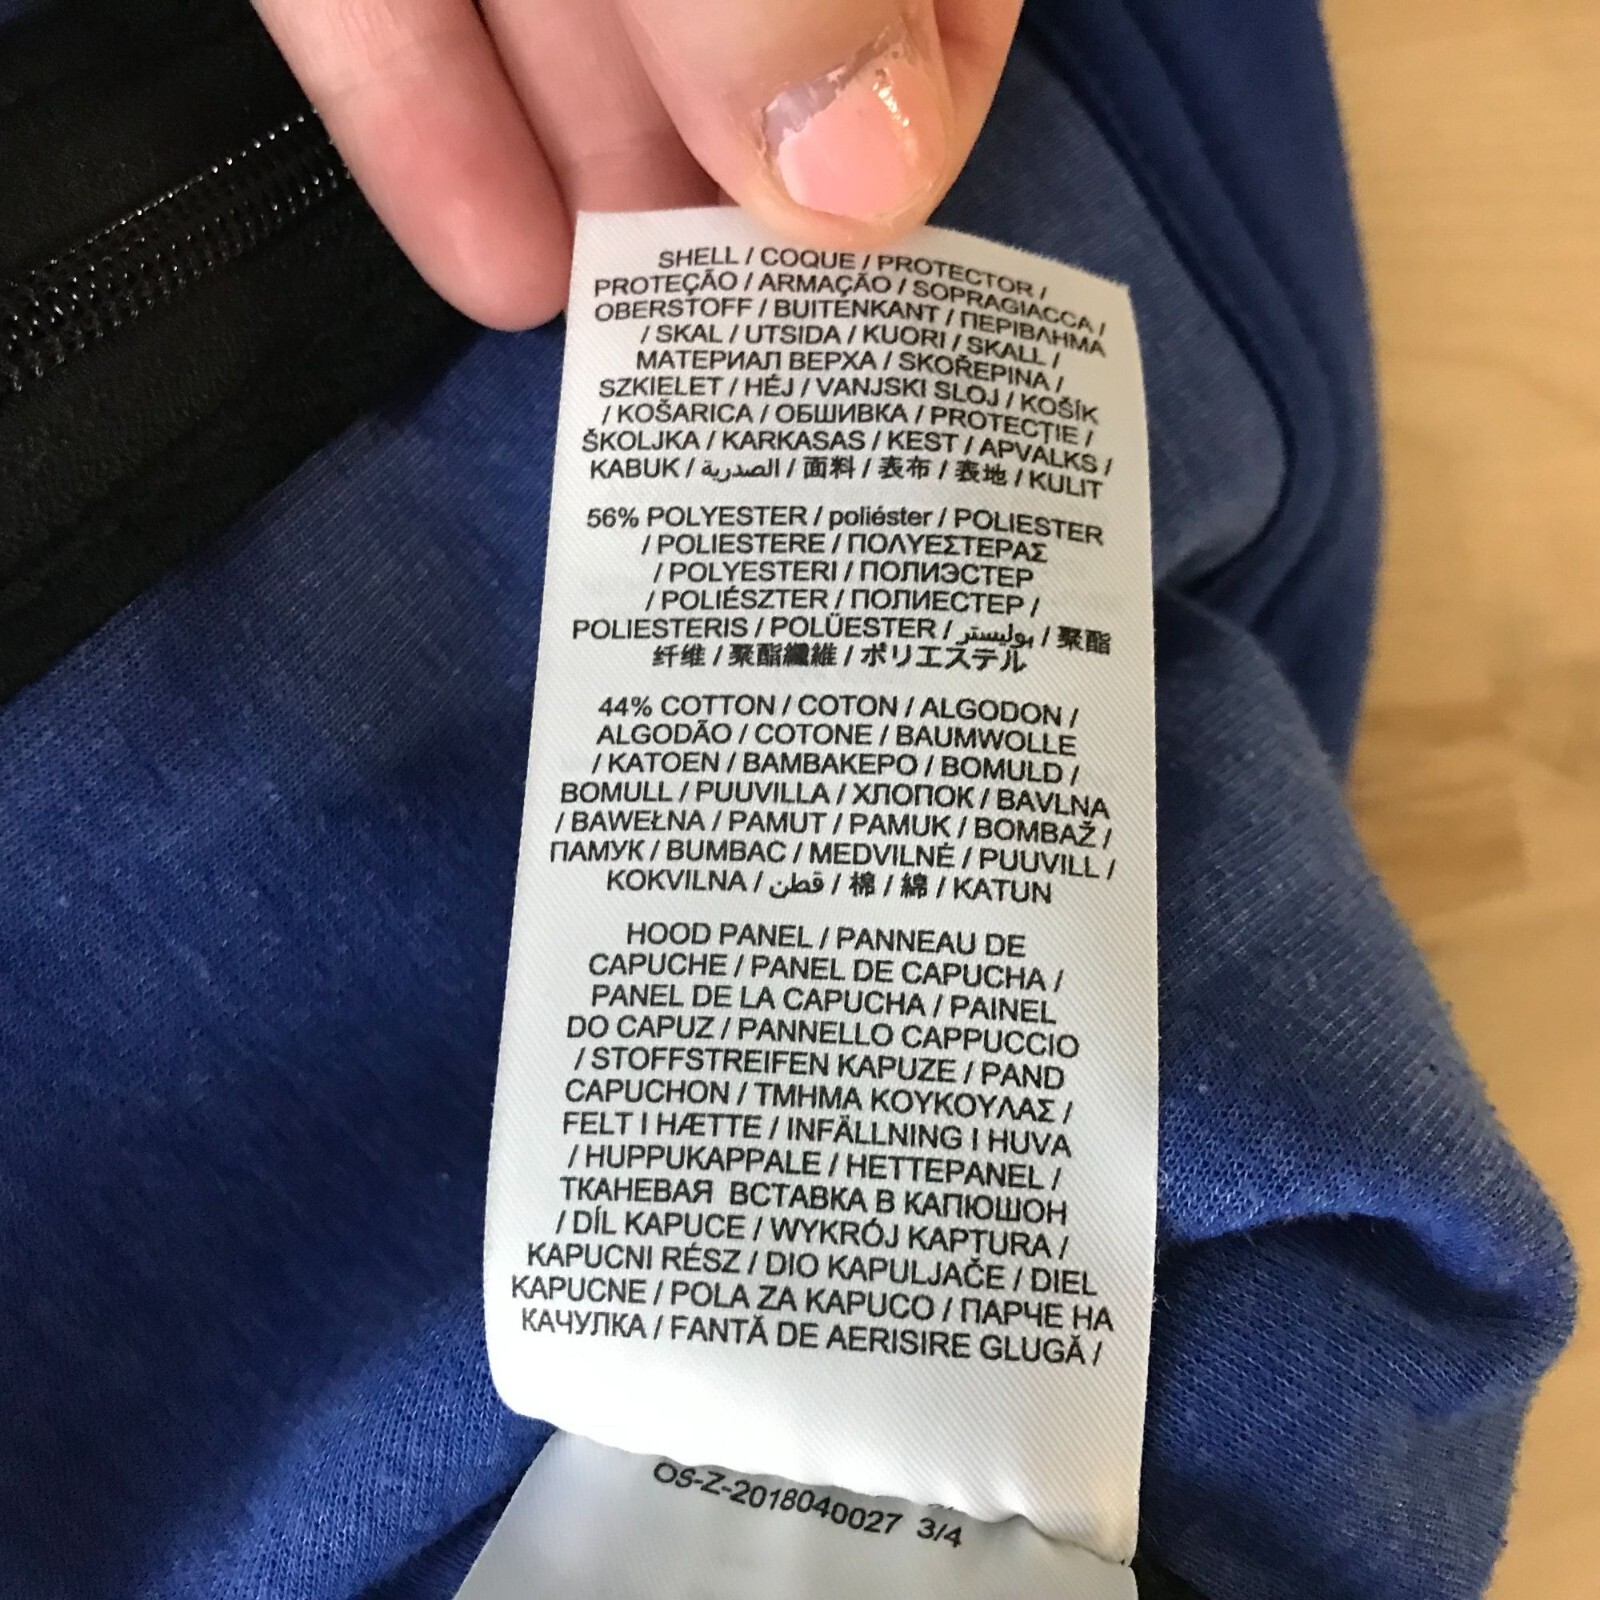 SHELL / COQUE / PROTECTOR /
PROTEÇÃO / ARMAÇÃO / SOPRAGIACCA /
OBERSTOFF / BUITENKANT / ΠΕΡΙΒΛΗΜΑ
/ SKAL / UTSIDA / KUORI / SKALL /
МАТЕРИАЛ ВЕРХА / SKOŘEPINA /
SZKIELET / HÉJ / VANJSKI SLOJ / KOŠÍK
/ KOŠARICA / ОБШИВКА / PROTECȚIE /
ŠKOLJKA / KARKASAS / KEST / APVALKS /
KABUK / الصدرية / 面料 / 表布 / 表地 / KULIT
56% POLYESTER / poliéster / POLIESTER
/ POLIESTERE / ΠΟΛΥΕΣΤΕΡΑΣ
/ POLYESTERI / ПОЛИЭСТЕР
/ POLIÉSZTER / ПОЛИЕСТЕР /
POLIESTERIS / POLÜESTER / بوليستر / 聚酯
纤维 / 聚酯纖維 / ポリエステル
44% COTTON / COTON / ALGODON /
ALGODÃO / COTONE / BAUMWOLLE
/ KATOEN / ΒΑΜΒΑΚΕΡΟ / BOMULD /
BOMULL / PUUVILLA / ХЛОПОК / BAVLNA
/ BAWEŁNA / PAMUT / PAMUK / BOMBAŽ /
ПАМУК / BUMBAC / MEDVILNĖ / PUUVILL /
KOKVILNA / قطن / 棉 / 綿 / KATUN
HOOD PANEL / PANNEAU DE
CAPUCHE / PANEL DE CAPUCHA /
PANEL DE LA CAPUCHA / PAINEL
DO CAPUZ / PANNELLO CAPPUCCIO
/ STOFFSTREIFEN KAPUZE / PAND
CAPUCHON / ΤΜΗΜΑ ΚΟΥΚΟΥΛΑΣ /
FELT I HÆTTE / INFÄLLNING I HUVA
/ HUPPUKAPPALE / HETTEPANEL /
ТКАНЕВАЯ ВСТАВКА В КАПЮШОН
/ DÍL KAPUCE / WYKRÓJ KAPTURA /
KAPUCNI RÉSZ / DIO KAPULJAČE / DIEL
KAPUCNE / POLA ZA KAPUCO / ПАРЧЕ НА
КАЧУЛКА / FANTĂ DE AERISIRE GLUGĂ /
OS-Z-2018040027 3/4